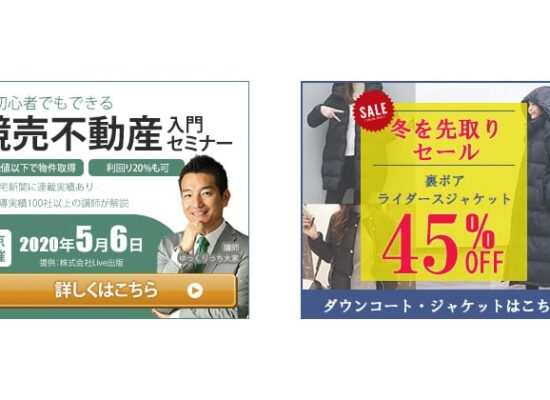 初心者でもできる
競売不動産 入門
セミナー
値以下で物件取得 利回り20%も可
宅新聞に連載実績あり
導実績100社以上の講師が解説
催
2020年5月6日
提供:株式会社Live出版
講師
ゆっくりっち大家
詳しくはこちら
SALE
冬を先取り
セール
裏ボア
ライダースジャケット
45%OFF
ダウンコート・ジャケットはこち